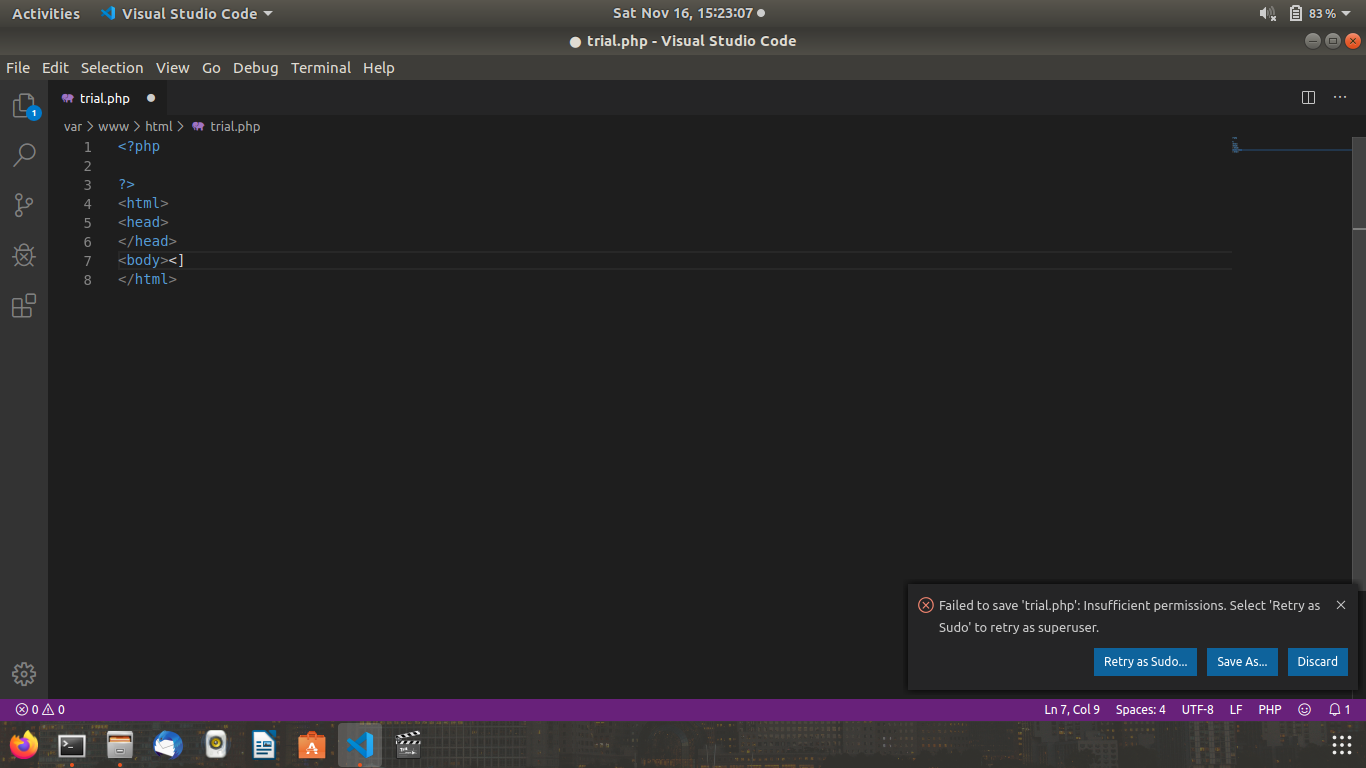 Activities Visual Studio Code Sat Nov 16, 15:23:07 83 %
trial.php - Visual Studio Code
File Edit Selection View Go Debug Terminal Help
1 trial.php
var www html trial.php
1 <?php
2
3 ?>
4 <html>
5 <head>
6 </head>
7 <body><]
8 </html>
Failed to save 'trial.php': Insufficient permissions. Select 'Retry as
Sudo' to retry as superuser.
Retry as Sudo... Save As... Discard
0 0 Ln 7, Col 9 Spaces: 4 UTF-8 LF PHP 1